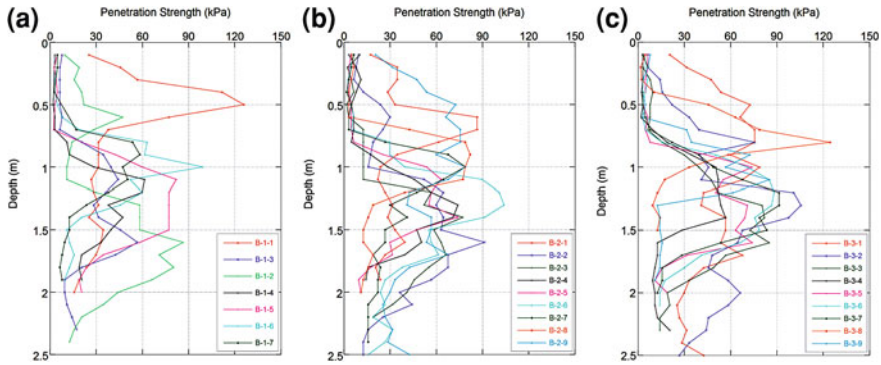 (a)
Penetration Strength (kPa)
0 30 60 90 120 150
Depth (m)
0
0.5
1
1.5
2
2.5
B-1-1
B-1-3
B-1-2
B-1-4
B-1-5
B-1-6
B-1-7
(b)
Penetration Strength (kPa)
0 30 60 90 120 150
Depth (m)
0
0.5
1
1.5
2
2.5
B-2-1
B-2-2
B-2-3
B-2-4
B-2-5
B-2-6
B-2-7
B-2-8
B-2-9
(c)
Penetration Strength (kPa)
0 30 60 90 120 150
Depth (m)
0
0.5
1
1.5
2
2.5
B-3-1
B-3-2
B-3-3
B-3-4
B-3-5
B-3-6
B-3-7
B-3-8
B-3-9